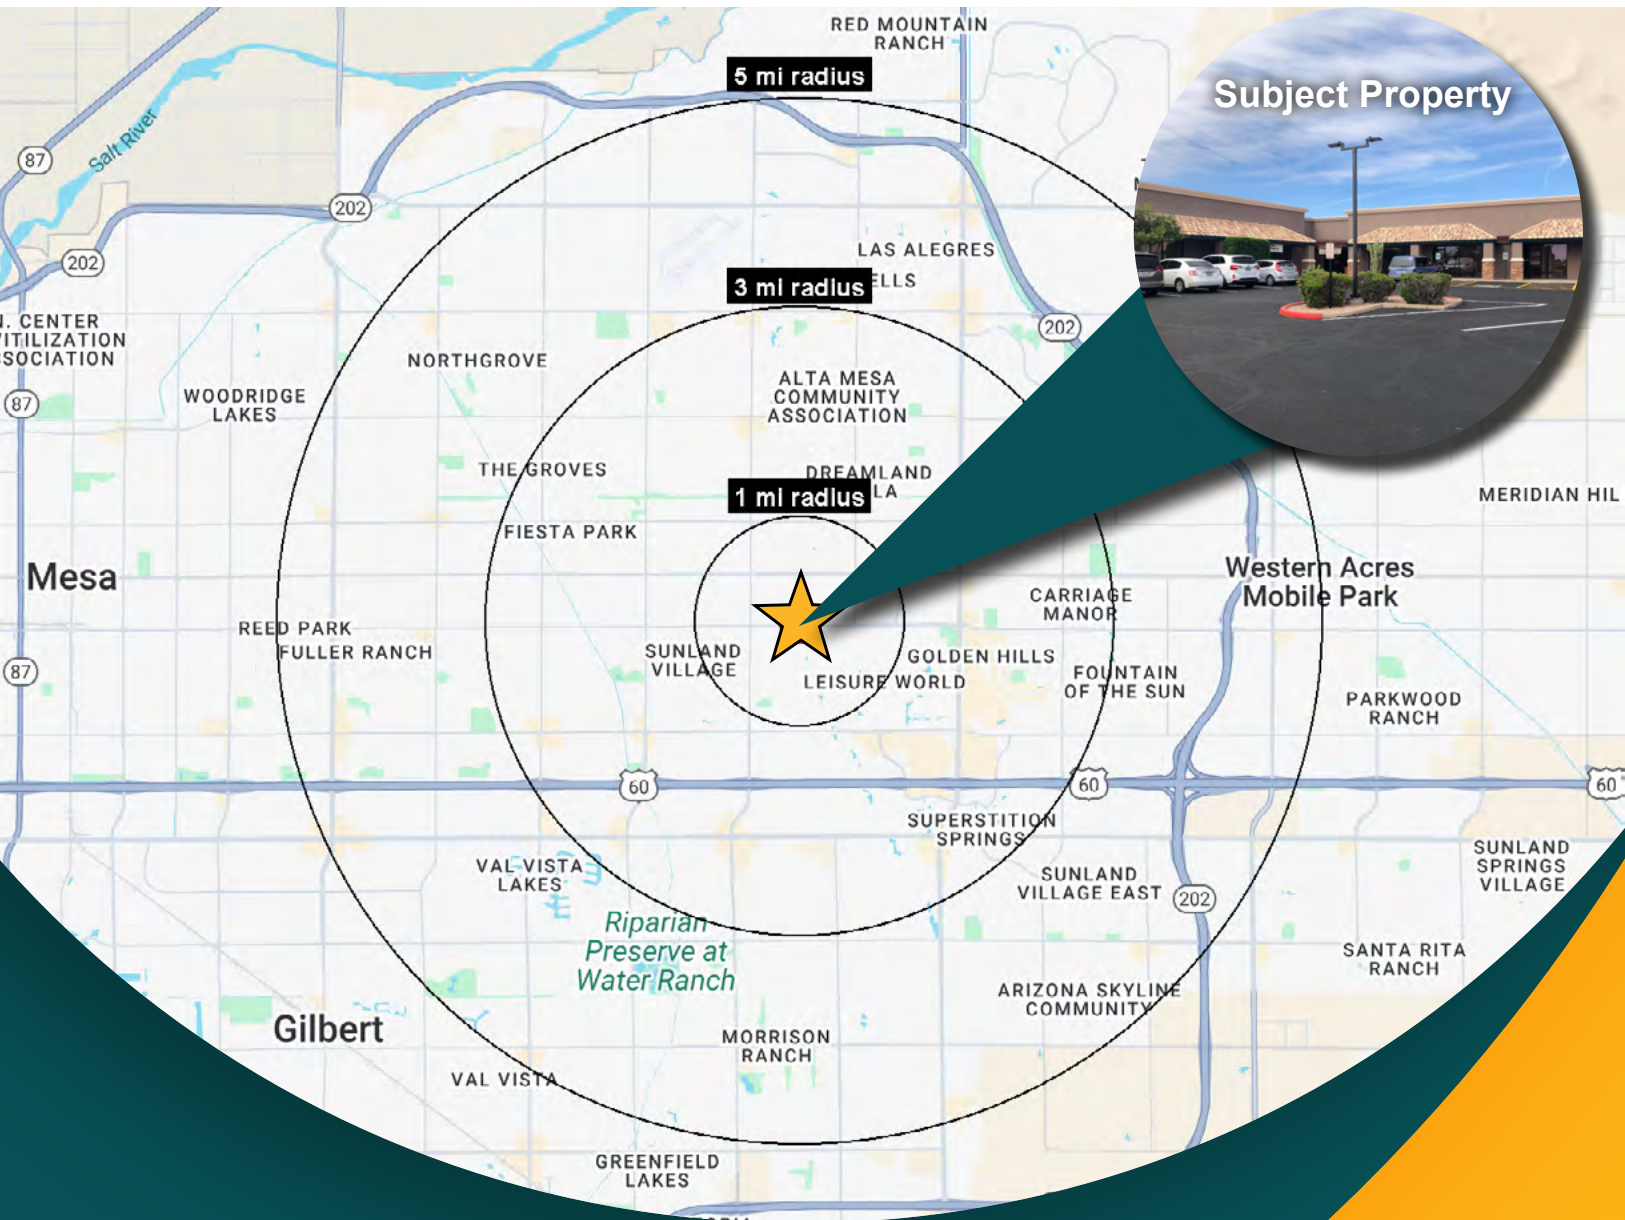 RED MOUNTAIN
RANCH
5 mi radius
Subject Property
Salt River
87
202
202
LAS ALEGRES
ELLS
3 mi radius
202
N. CENTER
VITILIZATION
SSOCIATION
NORTHGROVE
ALTA MESA
COMMUNITY
ASSOCIATION
87
WOODRIDGE
LAKES
THE GROVES
DREAMLAND
LA
1 mi radius
MERIDIAN HIL
FIESTA PARK
Mesa
Western Acres
Mobile Park
CARRIAGE
MANOR
REED PARK
FULLER RANCH
SUNLAND
VILLAGE
GOLDEN HILLS
LEISURE WORLD
FOUNTAIN
OF THE SUN
87
PARKWOOD
RANCH
60
60
60
SUPERSTITION
SPRINGS
VAL VISTA
LAKES
SUNLAND
VILLAGE EAST
202
SUNLAND
SPRINGS
VILLAGE
Riparian
Preserve at
Water Ranch
SANTA RITA
RANCH
ARIZONA SKYLINE
COMMUNITY
Gilbert
MORRISON
RANCH
VAL VISTA
GREENFIELD
LAKES